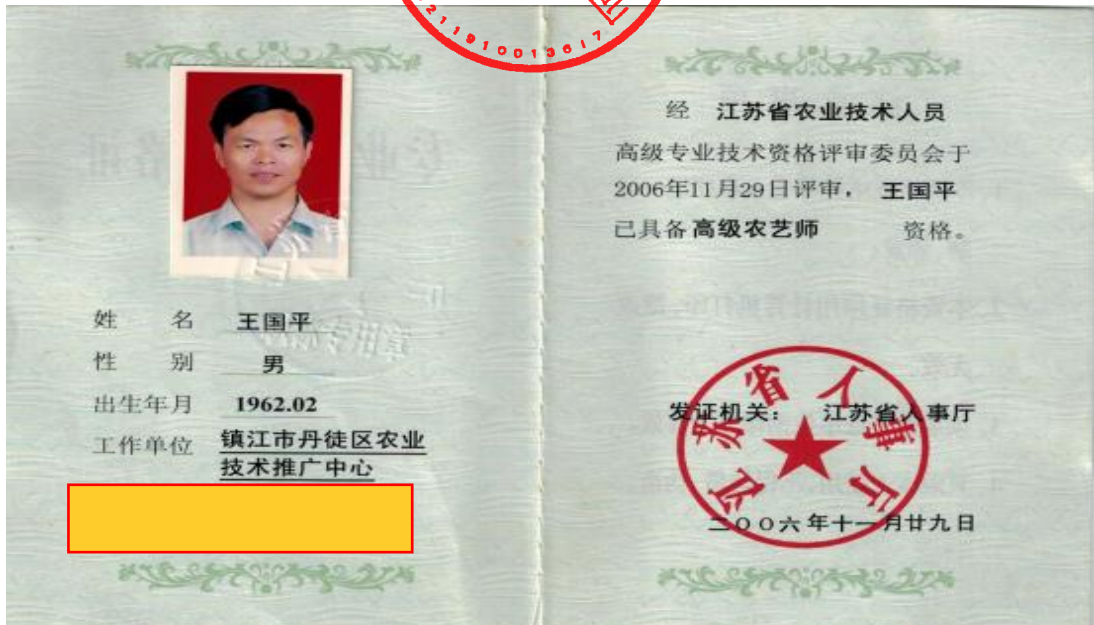 211910013617
姓 名 王国平
性 别 男
出生年月 1962.02
工作单位 镇江市丹徒区农业
技术推广中心
经 江苏省农业技术人员
高级专业技术资格评审委员会于
2006年11月29日评审， 王国平
已具备 高级农艺师 资格。
江苏省人事厅
发证机关： 江苏省人事厅
二〇〇六年十一月廿九日